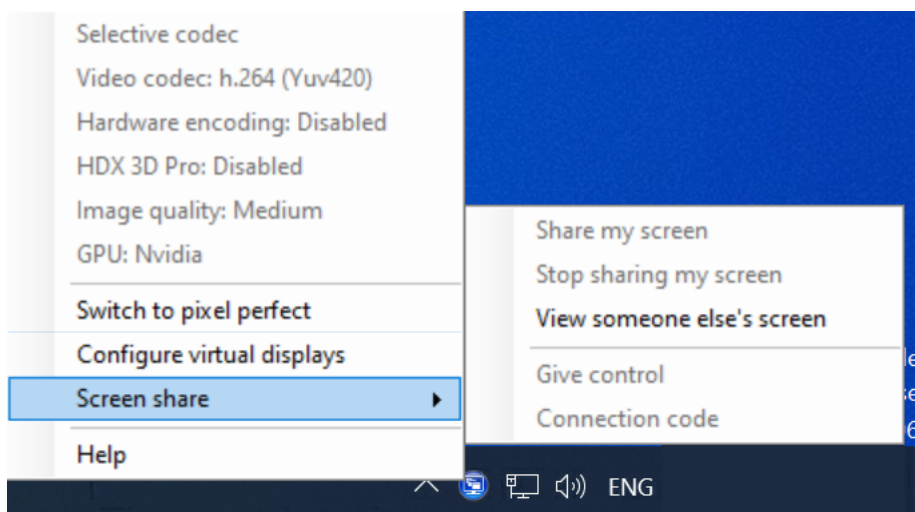 Selective codec
Video codec: h.264 (Yuv420)
Hardware encoding: Disabled
HDX 3D Pro: Disabled
Image quality: Medium
GPU: Nvidia
Switch to pixel perfect
Configure virtual displays
Screen share
Help
Share my screen
Stop sharing my screen
View someone else's screen
Give control
Connection code
ENG